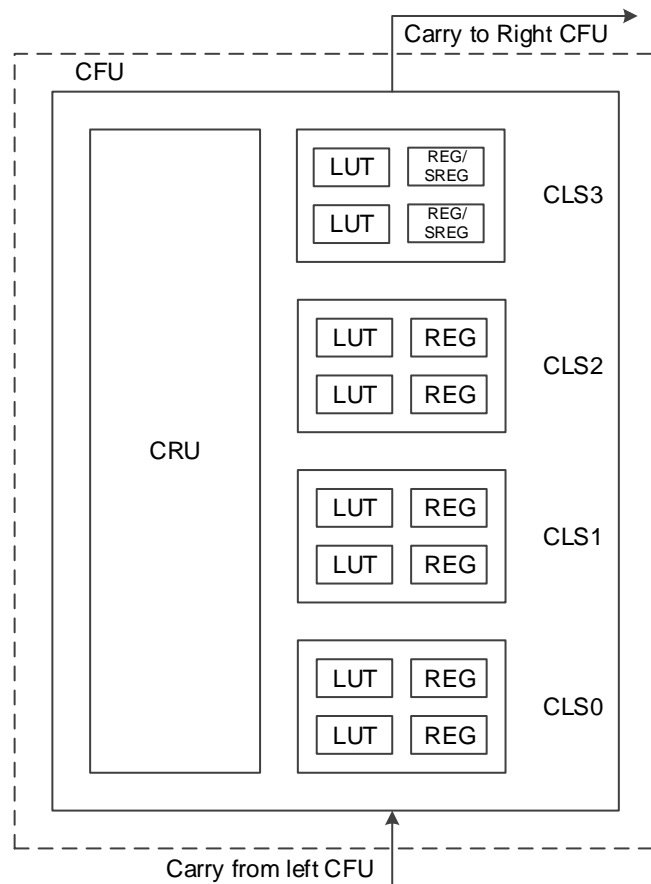 Carry to Right CFU
CFU
LUT
REG/
SREG
LUT
REG/
SREG
CLS3
LUT
REG
LUT
REG
CLS2
CRU
LUT
REG
LUT
REG
CLS1
LUT
REG
LUT
REG
CLS0
Carry from left CFU